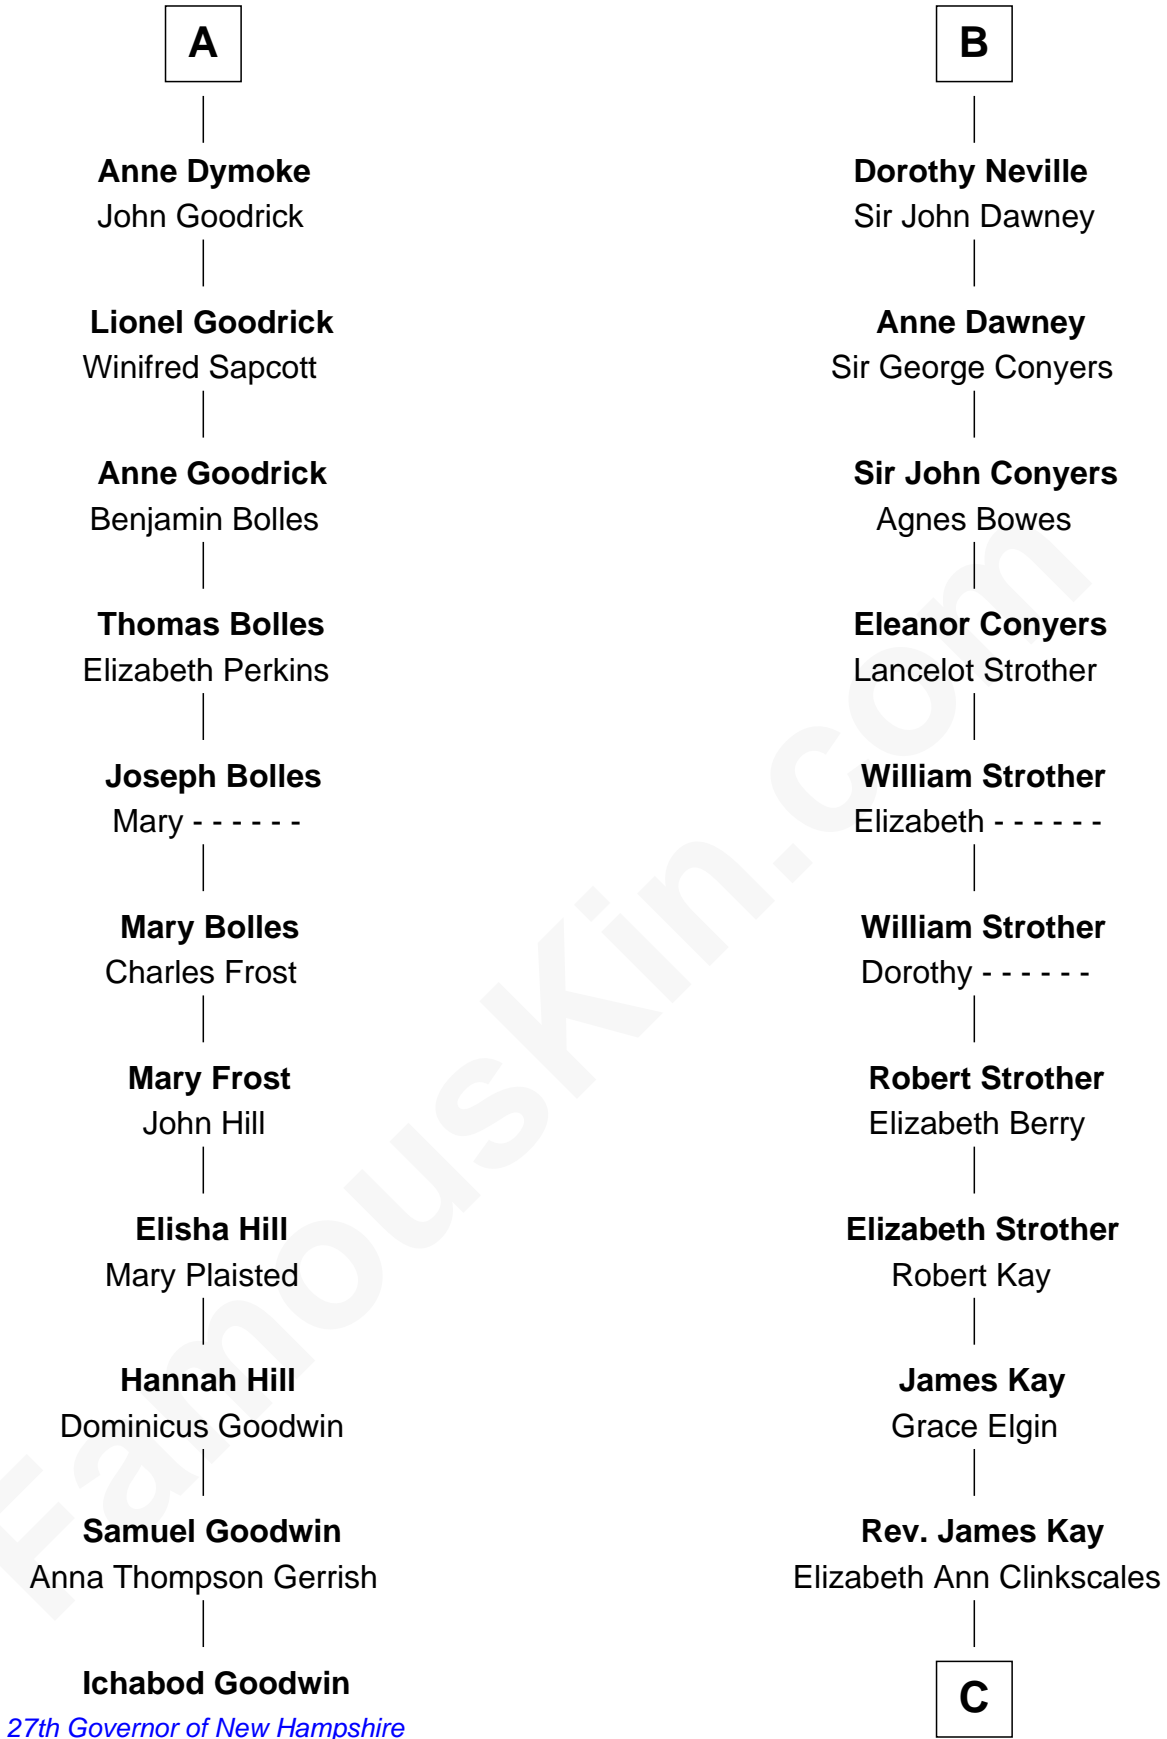 A
Anne Dymoke
John Goodrick
Lionel Goodrick
Winifred Sapcott
Anne Goodrick
Benjamin Bolles
Thomas Bolles
Elizabeth Perkins
Joseph Bolles
Mary - - - - - -
Mary Bolles
Charles Frost
Mary Frost
John Hill
Elisha Hill
Mary Plaisted
Hannah Hill
Dominicus Goodwin
Samuel Goodwin
Anna Thompson Gerrish
Ichabod Goodwin
27th Governor of New Hampshire
B
Dorothy Neville
Sir John Dawney
Anne Dawney
Sir George Conyers
Sir John Conyers
Agnes Bowes
Eleanor Conyers
Lancelot Strother
William Strother
Elizabeth - - - - - -
William Strother
Dorothy - - - - - -
Robert Strother
Elizabeth Berry
Elizabeth Strother
Robert Kay
James Kay
Grace Elgin
Rev. James Kay
Elizabeth Ann Clinkscales
C
FamousKin.com